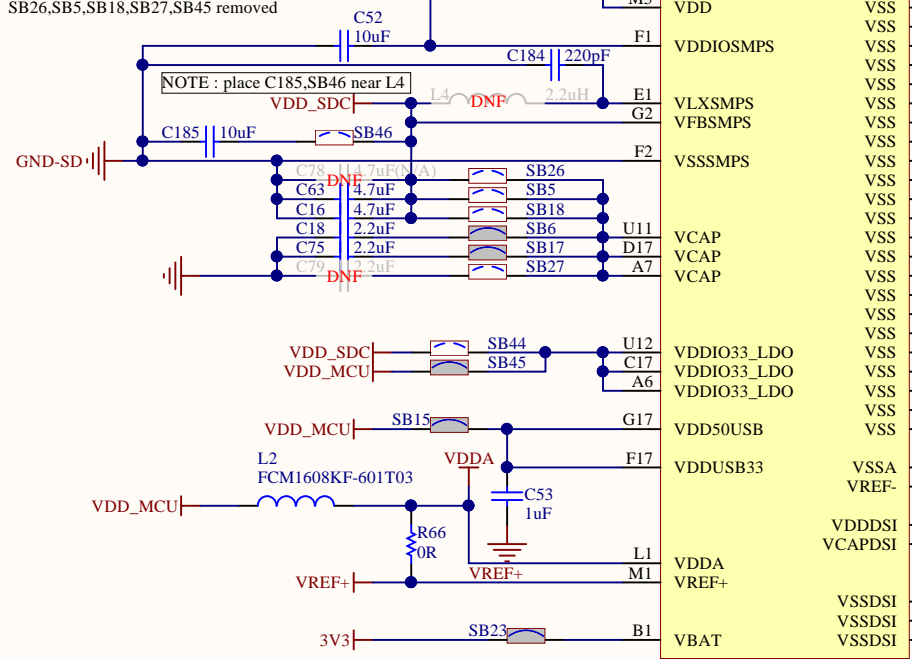 SB26,SB5,SB18,SB27,SB45 removed
M5 VDD VSS
VSS
C52
10uF F1 VDDIOSMPS VSS
C184 220pF VSS
NOTE : place C185,SB46 near L4 VSS
VDD_SDC L4 DNF 2.2uH E1 VLXSMPS VSS
G2 VFBSMPS VSS
C185 10uF SB46 VSS
GND-SD F2 VSSSMPS VSS
C78 DNF 4.7uF(N/A) SB26 VSS
C63 4.7uF SB5 VSS
C16 4.7uF SB18 VSS
C18 2.2uF SB6 U11 VCAP VSS
C75 2.2uF SB17 D17 VCAP VSS
C79 DNF 2.2uF SB27 A7 VCAP VSS
VSS
VSS
VSS
VDD_SDC SB44 U12 VDDIO33_LDO VSS
VDD_MCU SB45 C17 VDDIO33_LDO VSS
A6 VDDIO33_LDO VSS
VSS
VDD_MCU SB15 G17 VDD50USB VSS
L2 VDDA F17 VDDUSB33 VSSA
FCM1608KF-601T03
VREF-
VDD_MCU C53
1uF
VDDDSI
R66
0R
VCAPDSI
L1 VDDA
VREF+ VREF+ M1 VREF+
VSSDSI
VSSDSI
3V3 SB23 B1 VBAT VSSDSI